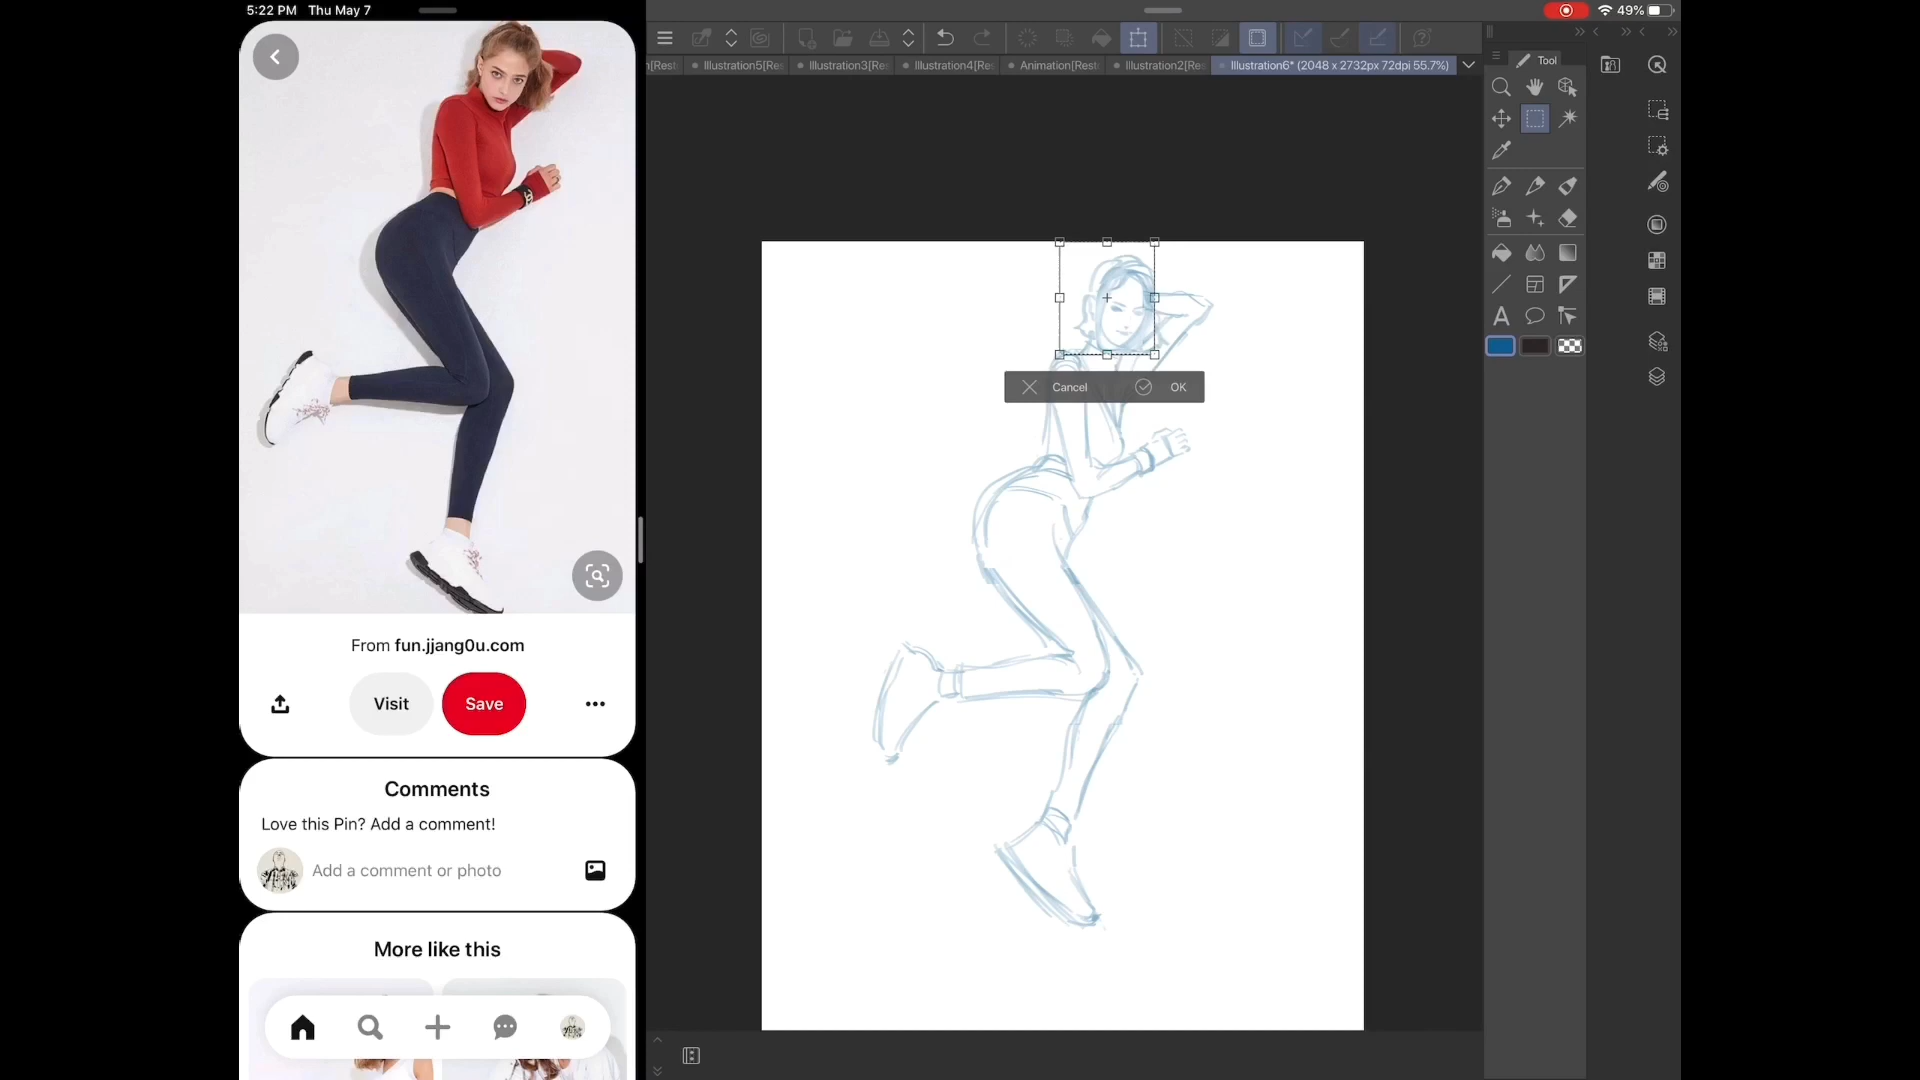 5:22 PM Thu May 7
49%
Illustration5[Res
Illustration3[Res
Illustration4[Re
Animation[Rest
Illustration2[Re
Illustration6* (2048 x 2732px 72dpi 55.7%)
Tool
A
Cancel
OK
From fun.jjang0u.com
Visit
Save
Comments
Love this Pin? Add a comment!
Add a comment or photo
More like this